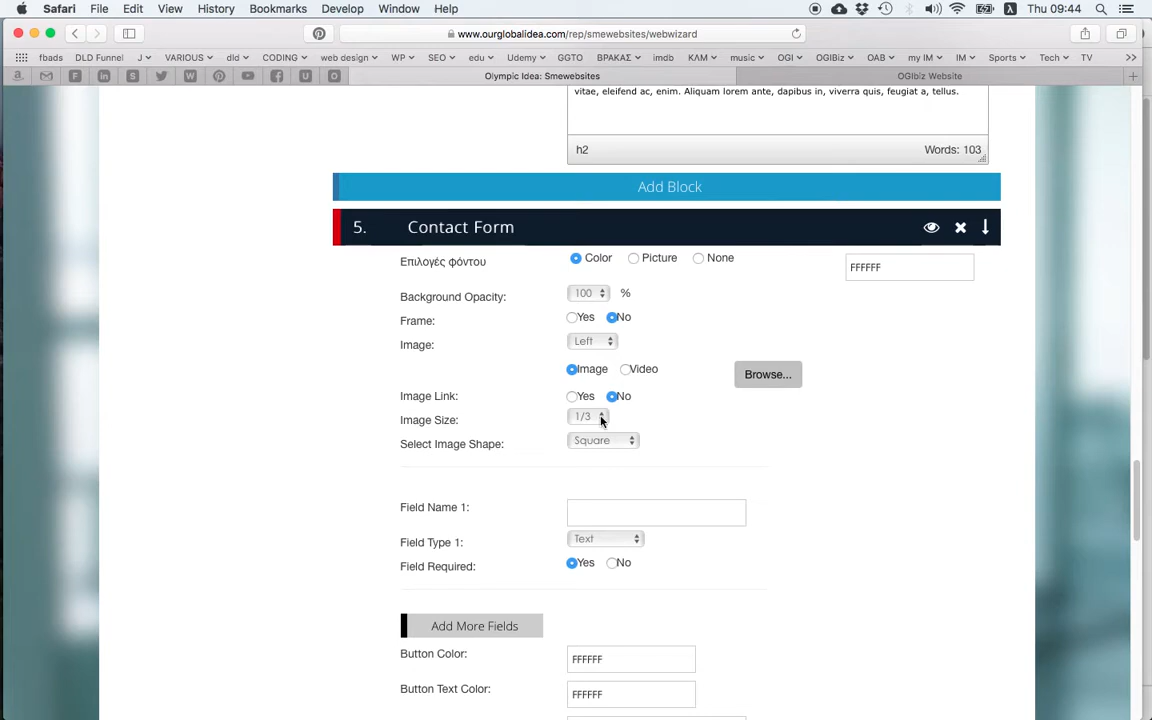 Safari File Edit View History Bookmarks Develop Window Help Thu 09:44
www.ourglobalidea.com/rep/smewebsites/webwizard
fbads DLD Funnel J VARIOUS dld CODING web design WP SEO edu Udemy GGTO ΒΡΑΚΑΣ imdb KAM music OGI OGIBiz OAB my IM IM Sports Tech TV
Olympic Idea: Smewebsites OGIbiz Website
vitae, eleifend ac, enim. Aliquam lorem ante, dapibus in, viverra quis, feugiat a, tellus.
h2 Words: 103
Add Block
5. Contact Form
Επιλογές φόντου Color Picture None FFFFFF
Background Opacity: 100 %
Frame: Yes No
Image: Left
Image Video Browse...
Image Link: Yes No
Image Size: 1/3
Select Image Shape: Square
Field Name 1:
Field Type 1: Text
Field Required: Yes No
Add More Fields
Button Color: FFFFFF
Button Text Color: FFFFFF